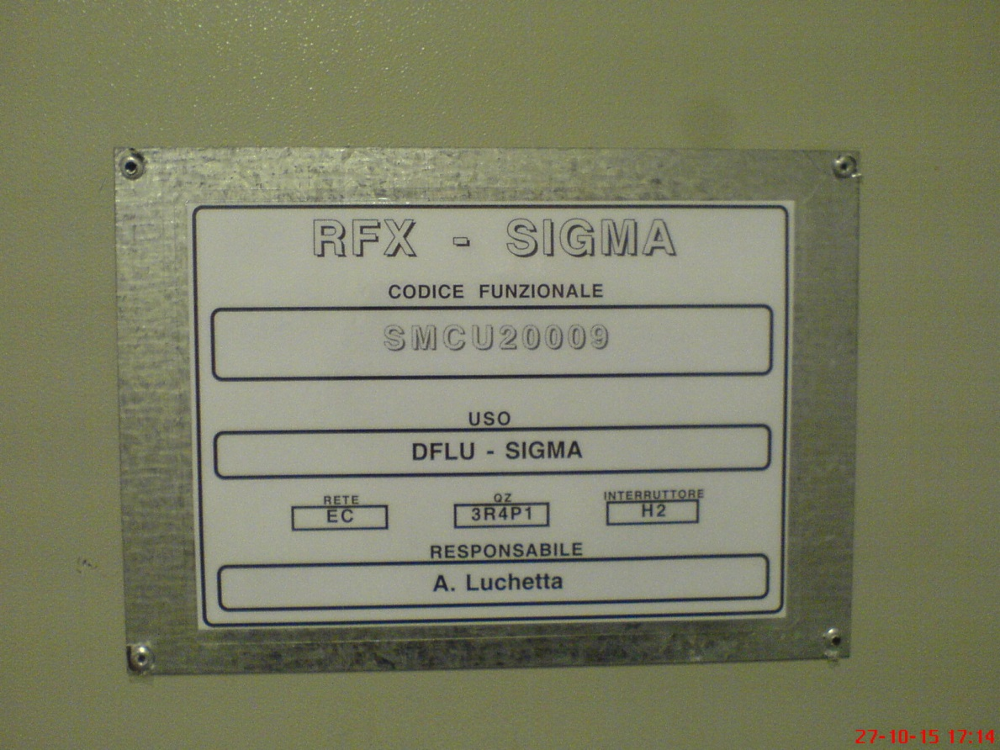 RFX - SIGMA
CODICE FUNZIONALE
SMCU20009
USO
DFLU - SIGMA
RETE QZ INTERRUTTORE
EC 3R4P1 H2
RESPONSABILE
A. Luchetta
27-10-15 17:14